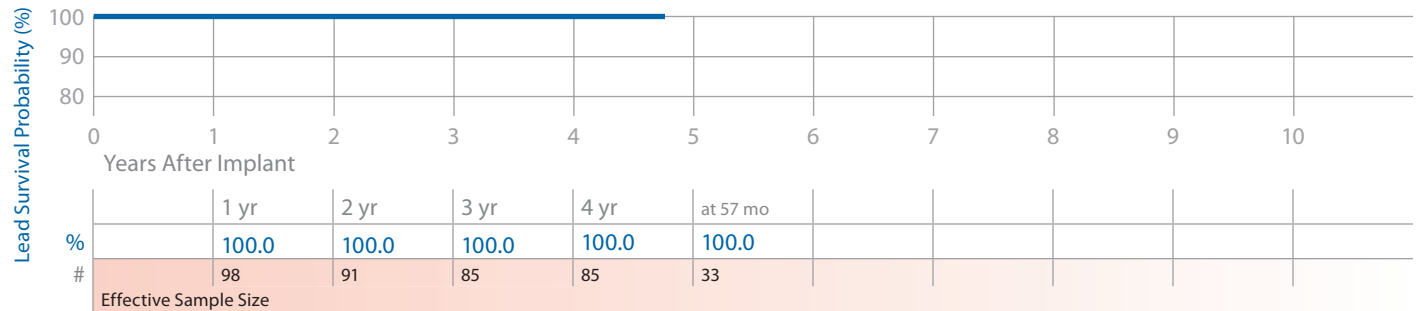 Lead Survival Probability (%)
100
90
80
0 1 2 3 4 5 6 7 8 9 10
Years After Implant
1 yr 2 yr 3 yr 4 yr at 57 mo
% 100.0 100.0 100.0 100.0 100.0
# 98 91 85 85 33
Effective Sample Size